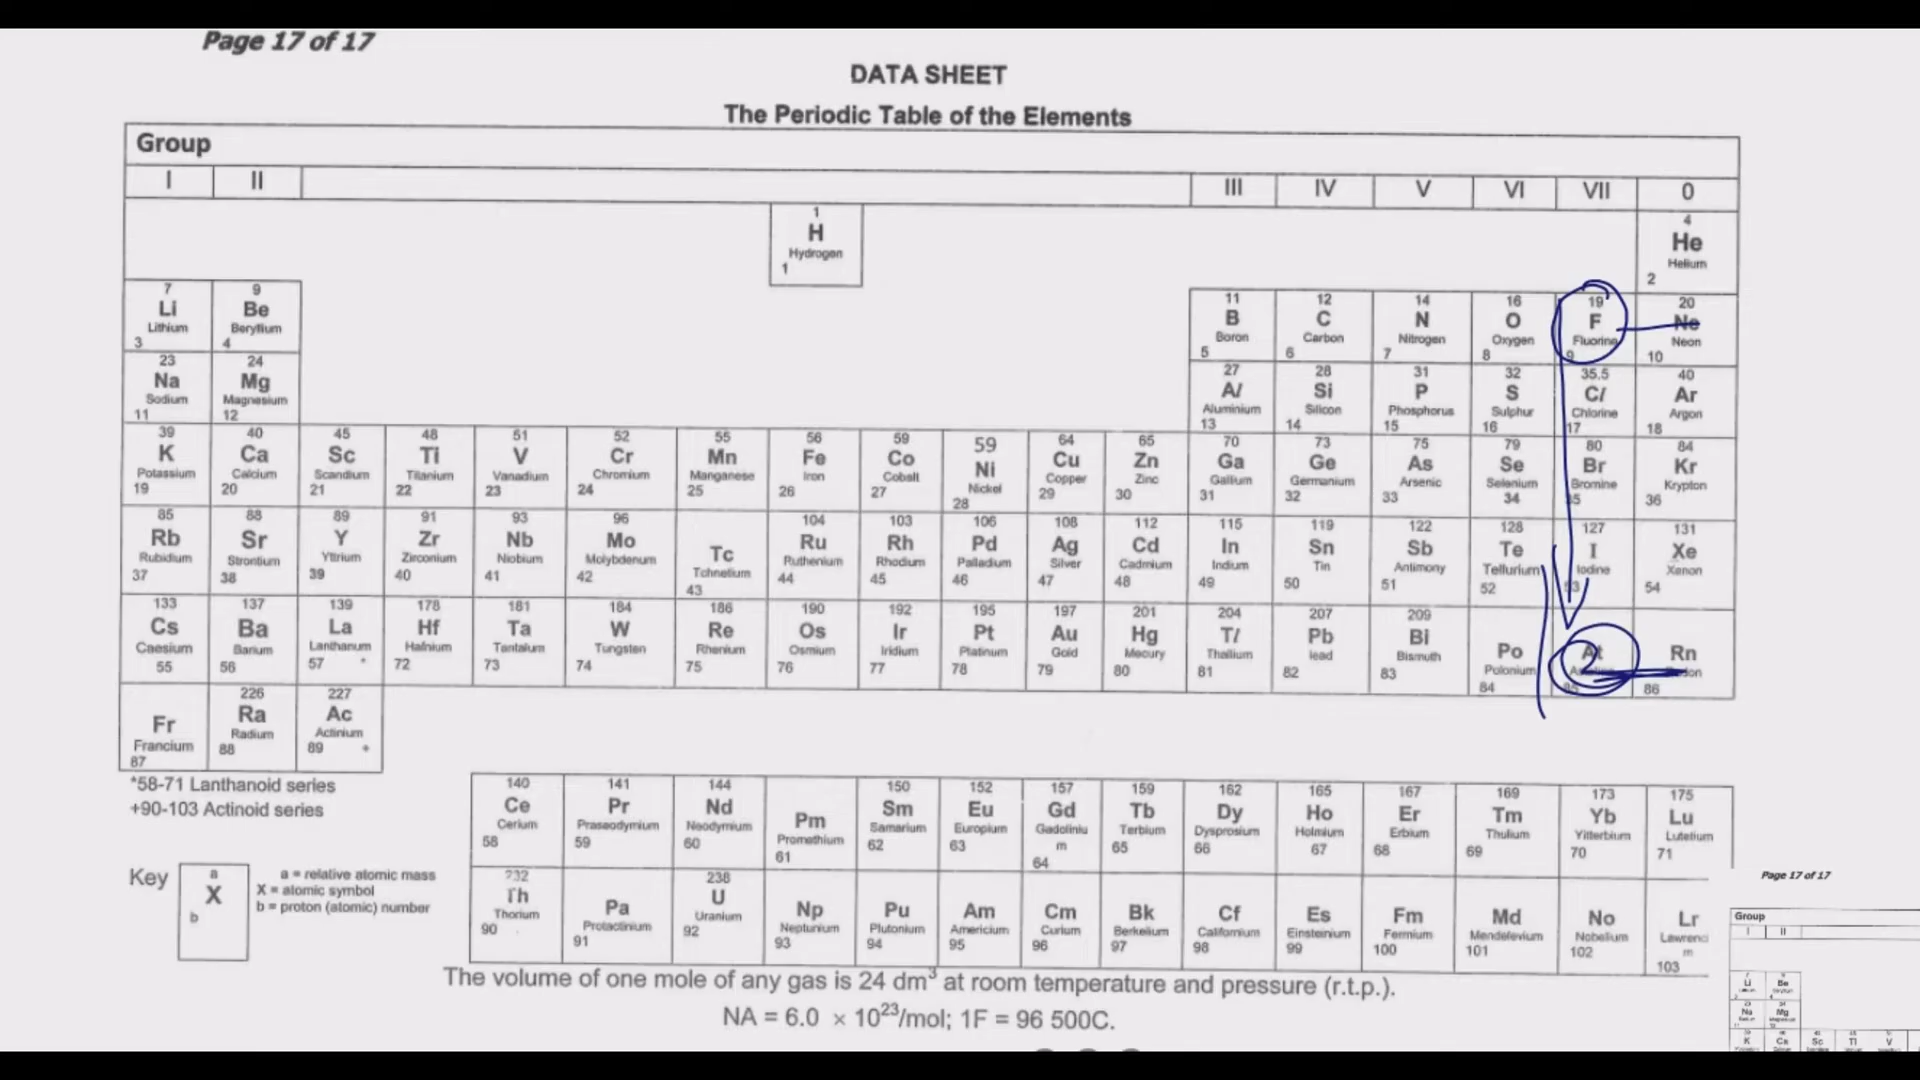 Page 17 of 17
DATA SHEET
The Periodic Table of the Elements
Group
I II III IV V VI VII 0
1 4
H He
Hydrogen Helium
1 2
7 9 11 12 14 16 19 20
Li Be B C N O F Ne
Lithium Beryllium Boron Carbon Nitrogen Oxygen Fluorine Neon
3 4 5 6 7 8 9 10
23 24 27 28 31 32 35.5 40
Na Mg Al Si P S Cl Ar
Sodium Magnesium Aluminium Silicon Phosphorus Sulphur Chlorine Argon
11 12 13 14 15 16 17 18
39 40 45 48 51 52 55 56 59 59 64 65 70 73 75 79 80 84
K Ca Sc Ti V Cr Mn Fe Co Ni Cu Zn Ga Ge As Se Br Kr
Potassium Calcium Scandium Titanium Vanadium Chromium Manganese Iron Cobalt Nickel Copper Zinc Gallium Germanium Arsenic Selenium Bromine Krypton
19 20 21 22 23 24 25 26 27 28 29 30 31 32 33 34 35 36
85 88 89 91 93 96 104 103 106 108 112 115 119 122 128 127 131
Rb Sr Y Zr Nb Mo Tc Ru Rh Pd Ag Cd In Sn Sb Te I Xe
Rubidium Strontium Yttrium Zirconium Niobium Molybdenum Tchnetium Ruthenium Rhodium Palladium Silver Cadmium Indium Tin Antimony Tellurium Iodine Xenon
37 38 39 40 41 42 43 44 45 46 47 48 49 50 51 52 53 54
133 137 139 178 181 184 186 190 192 195 197 201 204 207 209
Cs Ba La Hf Ta W Re Os Ir Pt Au Hg Tl Pb Bi Po At Rn
Caesium Barium Lanthanum Hafnium Tantalum Tungsten Rhenium Osmium Iridium Platinum Gold Mecury Thallium lead Bismuth Polonium
55 56 57 * 72 73 74 75 76 77 78 79 80 81 82 83 84 85 86
226 227
Fr Ra Ac
Francium Radium Actinium
87 88 89 +
*58-71 Lanthanoid series
+90-103 Actinoid series
140 141 144 150 152 157 159 162 165 167 169 173 175
Ce Pr Nd Pm Sm Eu Gd Tb Dy Ho Er Tm Yb Lu
Cerium Praseodymium Neodymium Promethium Samarium Europium Gadoliniu m Terbium Dysprosium Holmium Erbium Thulium Ytterbium Lutetium
58 59 60 61 62 63 64 65 66 67 68 69 70 71
232 238
Th Pa U Np Pu Am Cm Bk Cf Es Fm Md No Lr
Thorium Protactinium Uranium Neptunium Plutonium Americium Curium Berkelium Californium Einsteinium Fermium Mendelevium Nobelium Lawrenci m
90 91 92 93 94 95 96 97 98 99 100 101 102 103
Key
a
X
b
a = relative atomic mass
X = atomic symbol
b = proton (atomic) number
The volume of one mole of any gas is 24 dm³ at room temperature and pressure (r.t.p.).
NA = 6.0 × 10²³/mol; 1F = 96 500C.
Page 17 of 17
Group
I II
Li Be
Na Mg
K Ca Sc Ti V